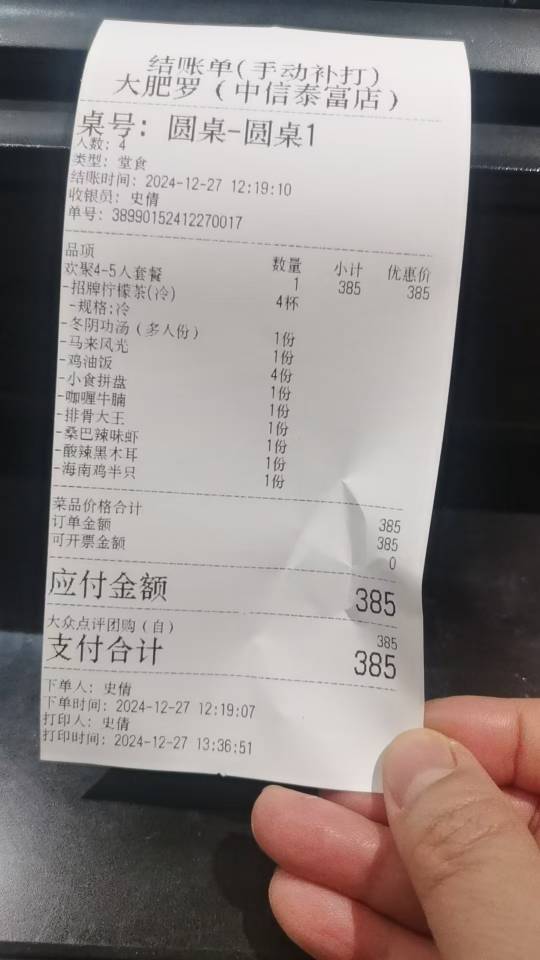 结账单(手动补打)
大肥罗(中信泰富店)
桌号: 圆桌-圆桌1
人数: 4
类型: 堂食
结账时间: 2024-12-27 12:19:10
收银员: 史倩
单号: 38990152412270017
品项 数量 小计 优惠价
欢聚4-5人套餐 1 385 385
-招牌柠檬茶(冷) 4杯
-规格:冷
-冬阴功汤(多人份) 1份
-马来风光 1份
-鸡油饭 4份
-小食拼盘 1份
-咖喱牛腩 1份
-排骨大王 1份
-桑巴辣味虾 1份
-酸辣黑木耳 1份
-海南鸡半只 1份
菜品价格合计 385
订单金额 385
可开票金额 0
应付金额 385
大众点评团购(自) 385
支付合计 385
下单人: 史倩
下单时间: 2024-12-27 12:19:07
打印人: 史倩
打印时间: 2024-12-27 13:36:51